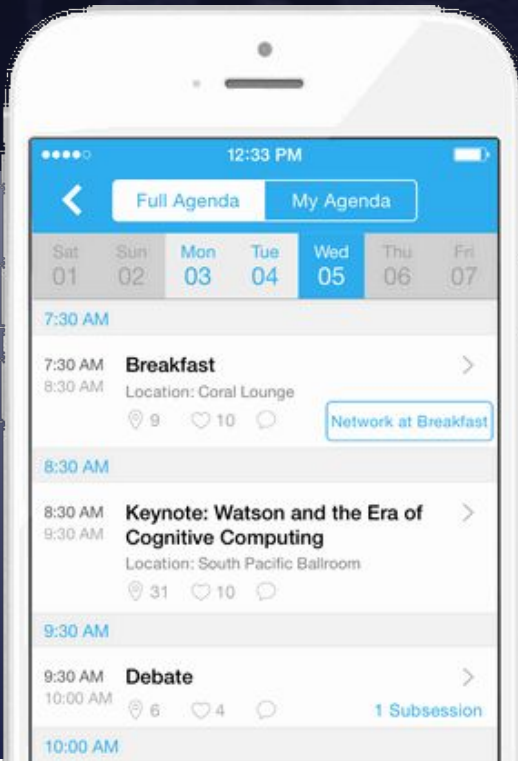 12:33 PM
Full Agenda My Agenda
Sat Sun Mon Tue Wed Thu Fri
01 02 03 04 05 06 07
7:30 AM
7:30 AM Breakfast
8:30 AM Location: Coral Lounge
9 10 Network at Breakfast
8:30 AM
8:30 AM Keynote: Watson and the Era of
9:30 AM Cognitive Computing
Location: South Pacific Ballroom
31 10
9:30 AM
9:30 AM Debate
10:00 AM 6 4 1 Subsession
10:00 AM